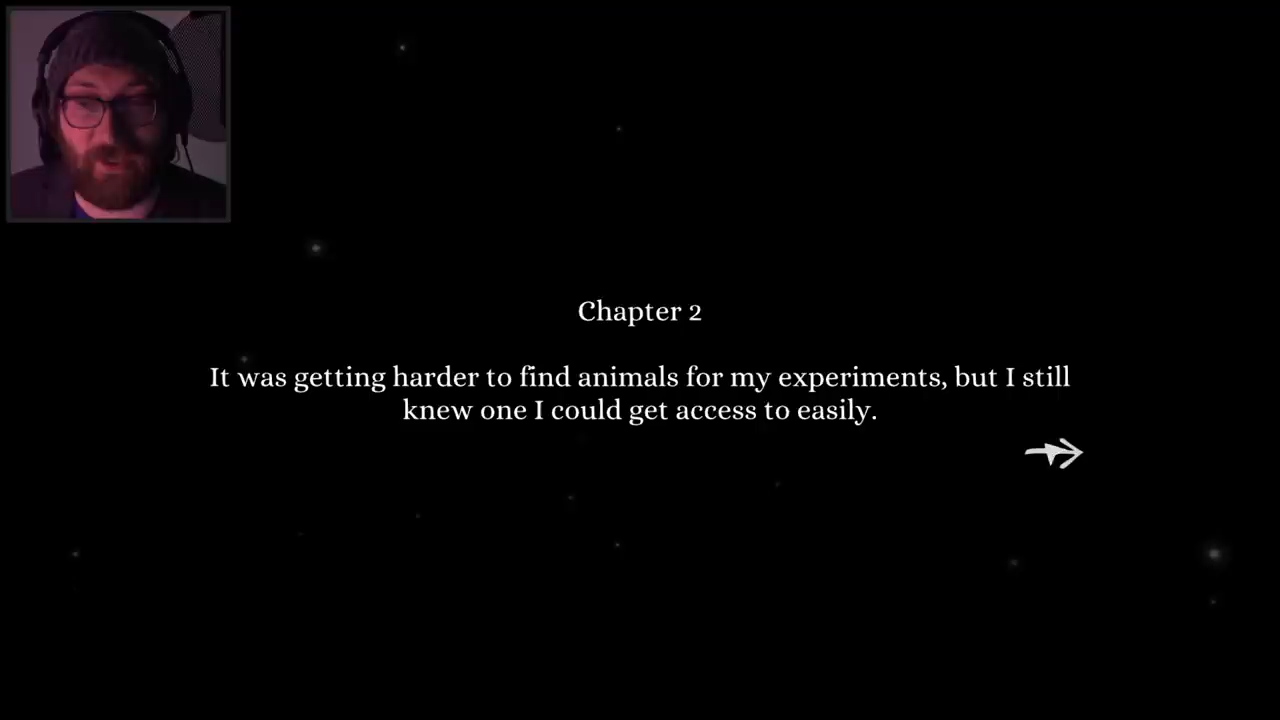 Chapter 2
It was getting harder to find animals for my experiments, but I still
knew one I could get access to easily.